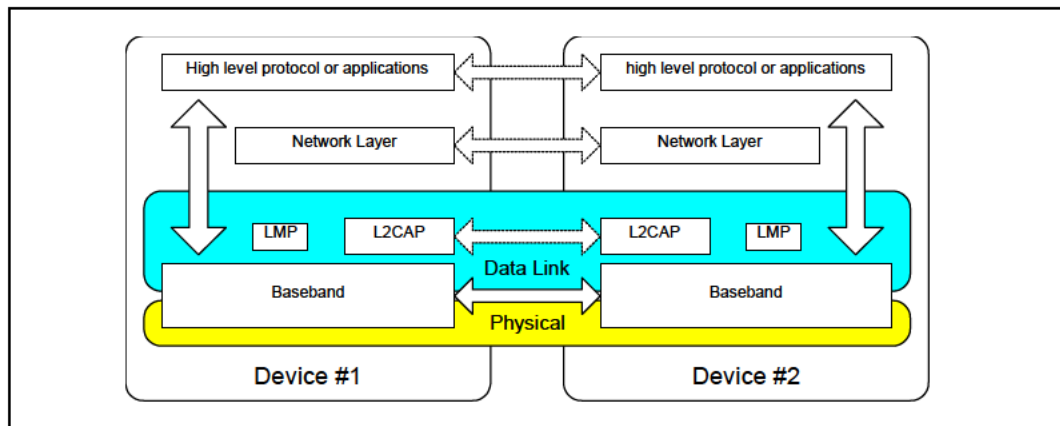 High level protocol or applications
high level protocol or applications
Network Layer
Network Layer
LMP
L2CAP
L2CAP
LMP
Data Link
Baseband
Baseband
Physical
Device #1
Device #2